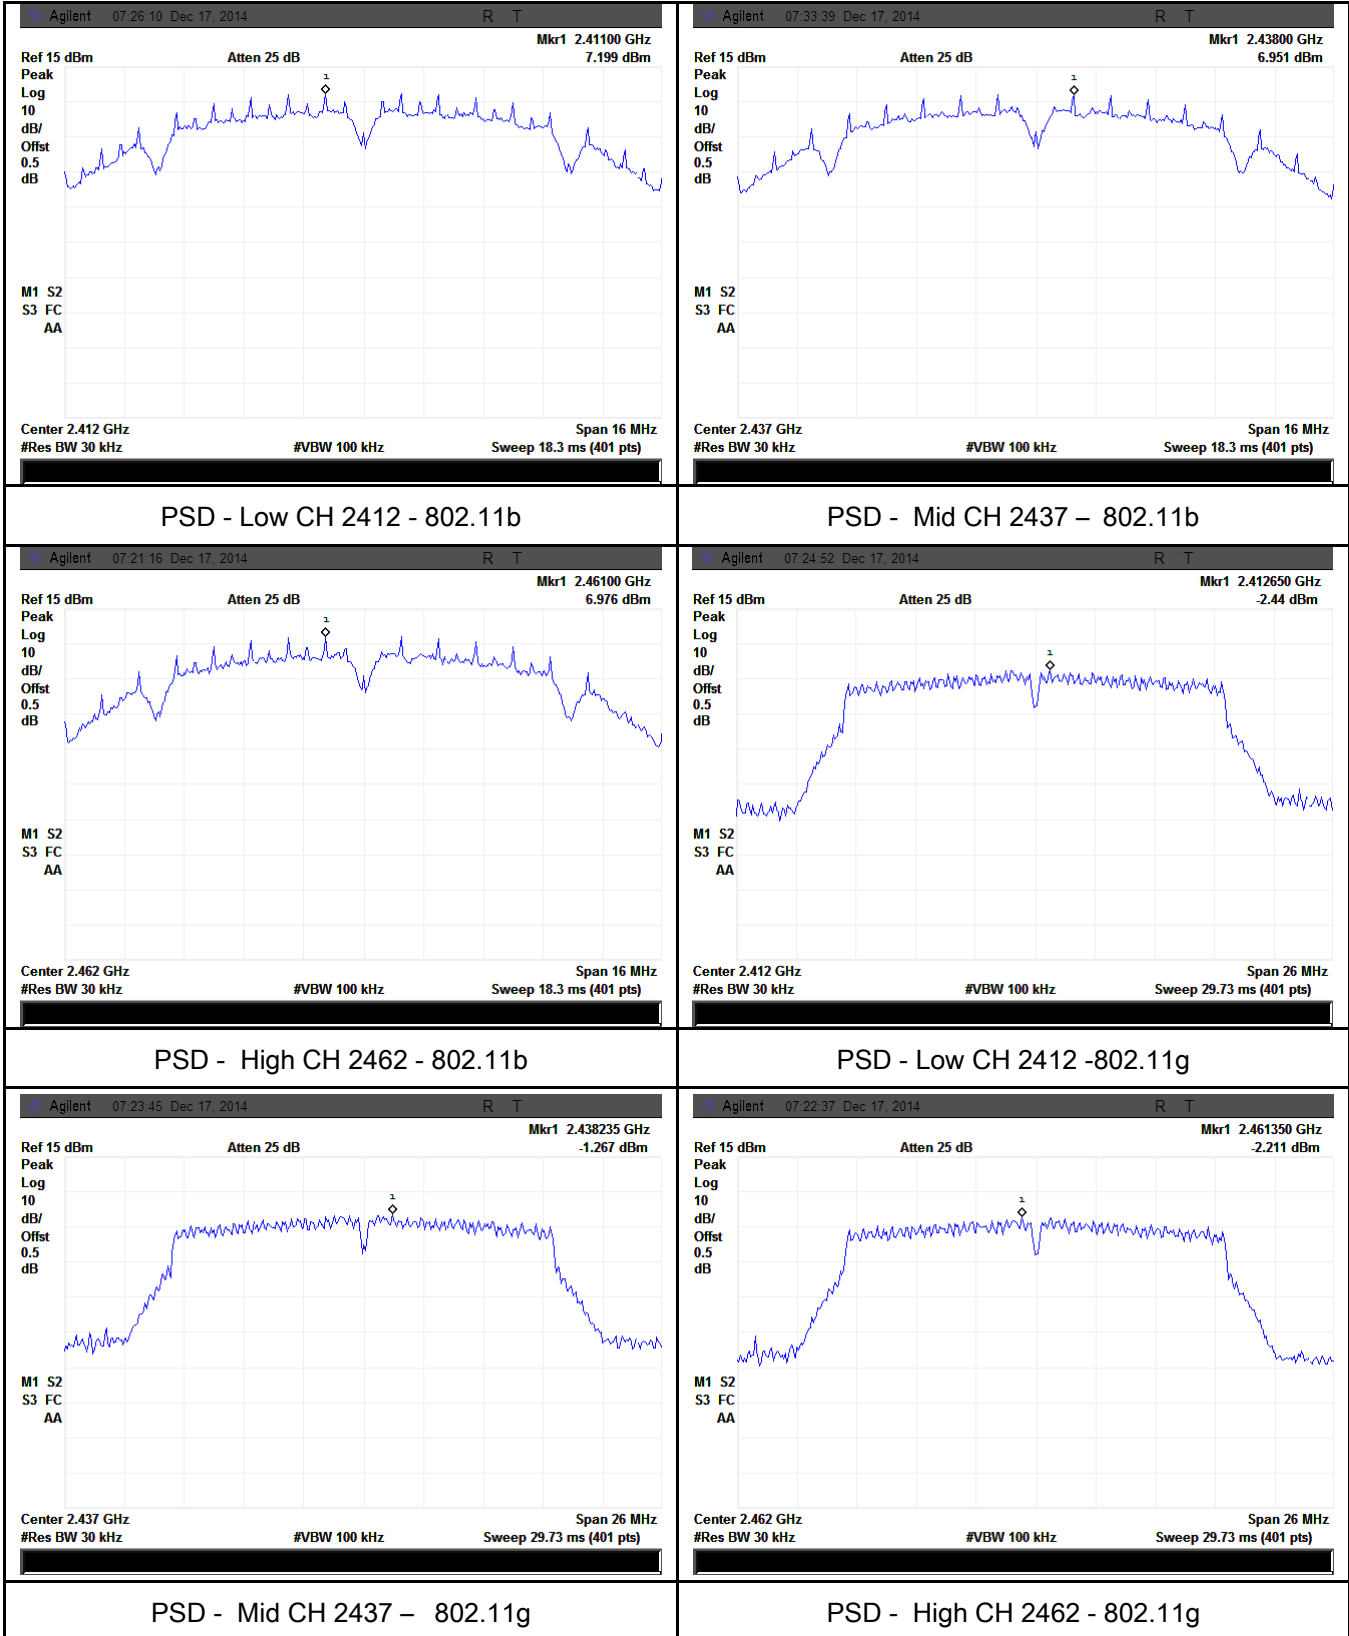 Agilent 07:26:10 Dec 17, 2014 R T
Mkr1 2.41100 GHz
Ref 15 dBm Atten 25 dB 7.199 dBm
Peak
Log
10
dB/
Offst
0.5
dB
1
M1 S2
S3 FC
AA
Center 2.412 GHz Span 16 MHz
#Res BW 30 kHz #VBW 100 kHz Sweep 18.3 ms (401 pts)
PSD - Low CH 2412 - 802.11b
Agilent 07:33:39 Dec 17, 2014 R T
Mkr1 2.43800 GHz
Ref 15 dBm Atten 25 dB 6.951 dBm
Peak
Log
10
dB/
Offst
0.5
dB
1
M1 S2
S3 FC
AA
Center 2.437 GHz Span 16 MHz
#Res BW 30 kHz #VBW 100 kHz Sweep 18.3 ms (401 pts)
PSD - Mid CH 2437 – 802.11b
Agilent 07:21:16 Dec 17, 2014 R T
Mkr1 2.46100 GHz
Ref 15 dBm Atten 25 dB 6.976 dBm
Peak
Log
10
dB/
Offst
0.5
dB
1
M1 S2
S3 FC
AA
Center 2.462 GHz Span 16 MHz
#Res BW 30 kHz #VBW 100 kHz Sweep 18.3 ms (401 pts)
PSD - High CH 2462 - 802.11b
Agilent 07:24:52 Dec 17, 2014 R T
Mkr1 2.412650 GHz
Ref 15 dBm Atten 25 dB -2.44 dBm
Peak
Log
10
dB/
Offst
0.5
dB
1
M1 S2
S3 FC
AA
Center 2.412 GHz Span 26 MHz
#Res BW 30 kHz #VBW 100 kHz Sweep 29.73 ms (401 pts)
PSD - Low CH 2412 -802.11g
Agilent 07:23:45 Dec 17, 2014 R T
Mkr1 2.438235 GHz
Ref 15 dBm Atten 25 dB -1.267 dBm
Peak
Log
10
dB/
Offst
0.5
dB
1
M1 S2
S3 FC
AA
Center 2.437 GHz Span 26 MHz
#Res BW 30 kHz #VBW 100 kHz Sweep 29.73 ms (401 pts)
PSD - Mid CH 2437 – 802.11g
Agilent 07:22:37 Dec 17, 2014 R T
Mkr1 2.461350 GHz
Ref 15 dBm Atten 25 dB -2.211 dBm
Peak
Log
10
dB/
Offst
0.5
dB
1
M1 S2
S3 FC
AA
Center 2.462 GHz Span 26 MHz
#Res BW 30 kHz #VBW 100 kHz Sweep 29.73 ms (401 pts)
PSD - High CH 2462 - 802.11g